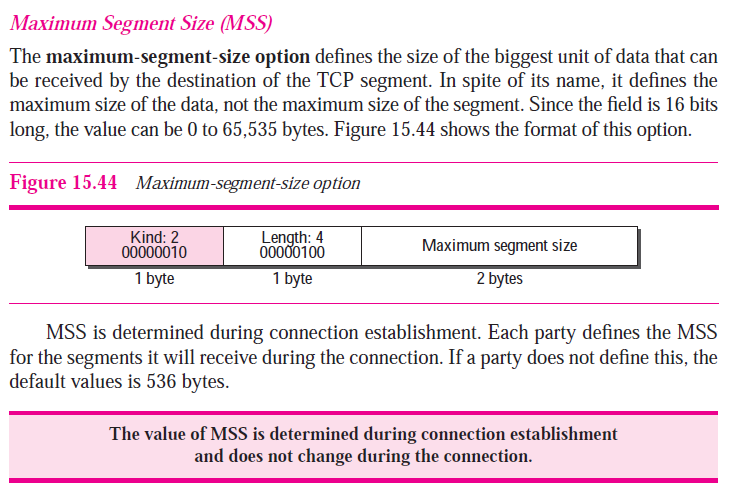 Maximum Segment Size (MSS)
The maximum-segment-size option defines the size of the biggest unit of data that can
be received by the destination of the TCP segment. In spite of its name, it defines the
maximum size of the data, not the maximum size of the segment. Since the field is 16 bits
long, the value can be 0 to 65,535 bytes. Figure 15.44 shows the format of this option.
Figure 15.44 Maximum-segment-size option
Kind: 2
00000010
Length: 4
00000100
Maximum segment size
1 byte
1 byte
2 bytes
MSS is determined during connection establishment. Each party defines the MSS
for the segments it will receive during the connection. If a party does not define this, the
default values is 536 bytes.
The value of MSS is determined during connection establishment
and does not change during the connection.